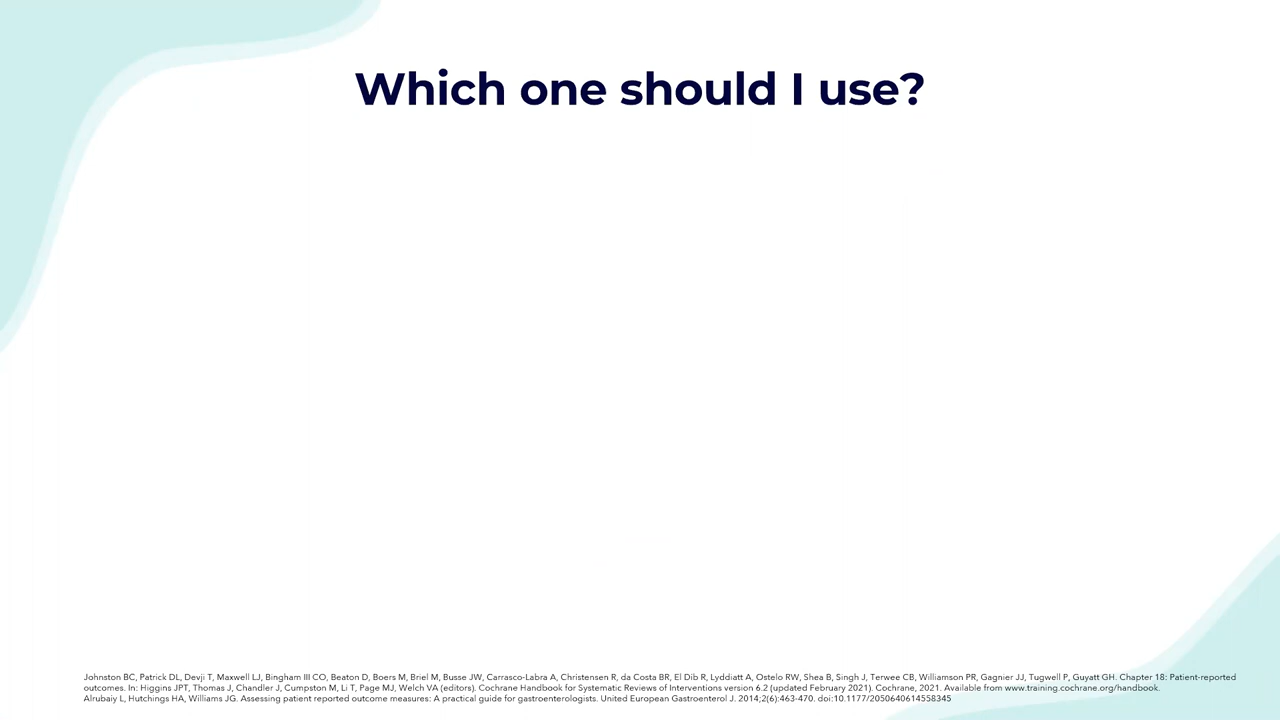 Which one should I use?
Johnston BC, Patrick DL, Devji T, Maxwell LJ, Bingham III CO, Beaton D, Boers M, Briel M, Busse JW, Carrasco-Labra A, Christensen R, da Costa BR, El Dib R, Lyddiatt A, Ostelo RW, Shea B, Singh J, Terwee CB, Williamson PR, Gagnier JJ, Tugwell P, Guyatt GH. Chapter 18: Patient-reported
outcomes. In: Higgins JPT, Thomas J, Chandler J, Cumpston M, Li T, Page MJ, Welch VA (editors). Cochrane Handbook for Systematic Reviews of Interventions version 6.2 (updated February 2021). Cochrane, 2021. Available from www.training.cochrane.org/handbook.
Alrubaiy L, Hutchings HA, Williams JG. Assessing patient reported outcome measures: A practical guide for gastroenterologists. United European Gastroenterol J. 2014;2(6):463-470. doi:10.1177/2050640614558345